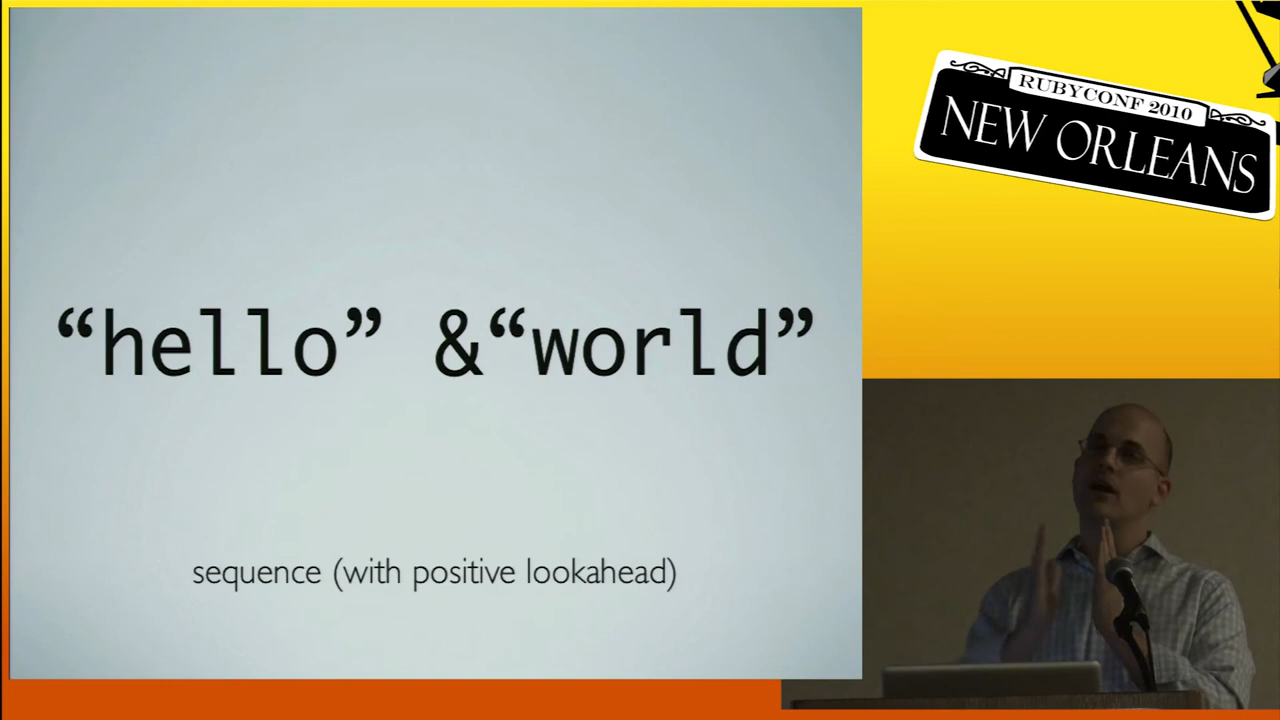 “hello” &“world”
sequence (with positive lookahead)
RUBYCONF 2010
NEW ORLEANS